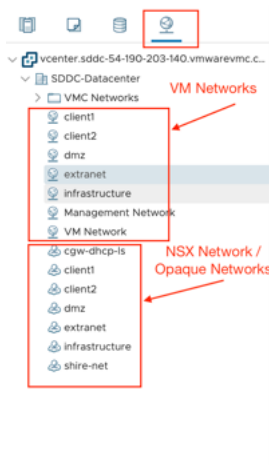 vcenter.sddc-54-190-203-140.vmwarevmc.c...
SDDC-Datacenter
VM Networks
VMC Networks
client1
client2
dmz
extranet
infrastructure
Management Network
VM Network
cgw-dhcp-ls
NSX Network /
Opaque Networks
client1
client2
dmz
extranet
infrastructure
shire-net